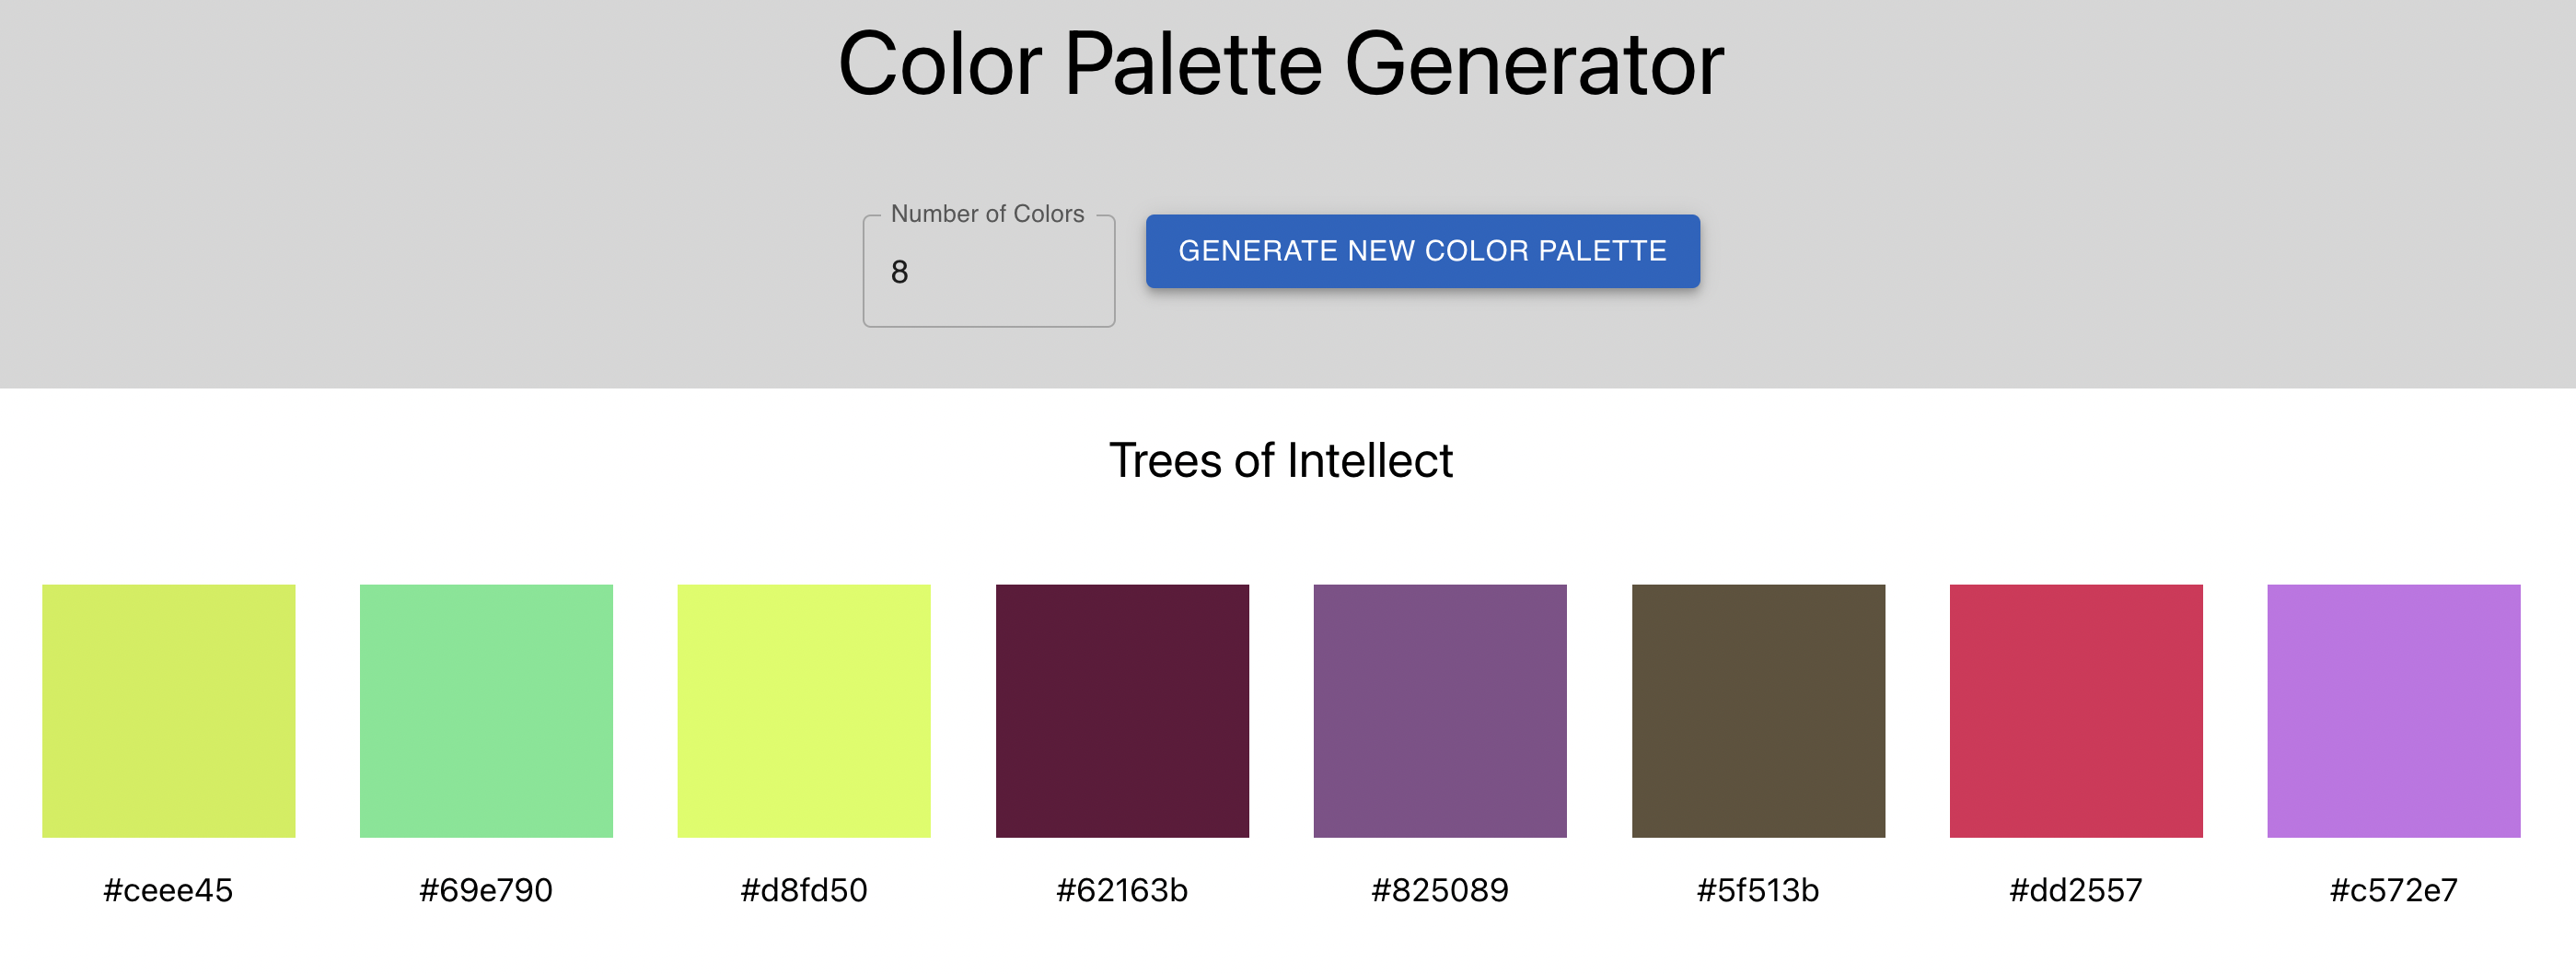 Color Palette Generator
Number of Colors
8
GENERATE NEW COLOR PALETTE
Trees of Intellect
#ceee45
#69e790
#d8fd50
#62163b
#825089
#5f513b
#dd2557
#c572e7